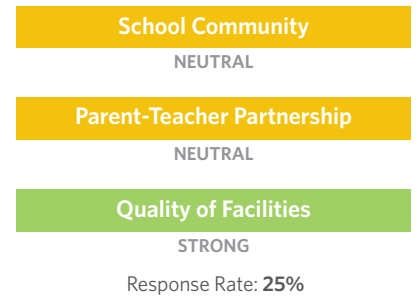 School Community
NEUTRAL
Parent-Teacher Partnership
NEUTRAL
Quality of Facilities
STRONG
Response Rate: 25%